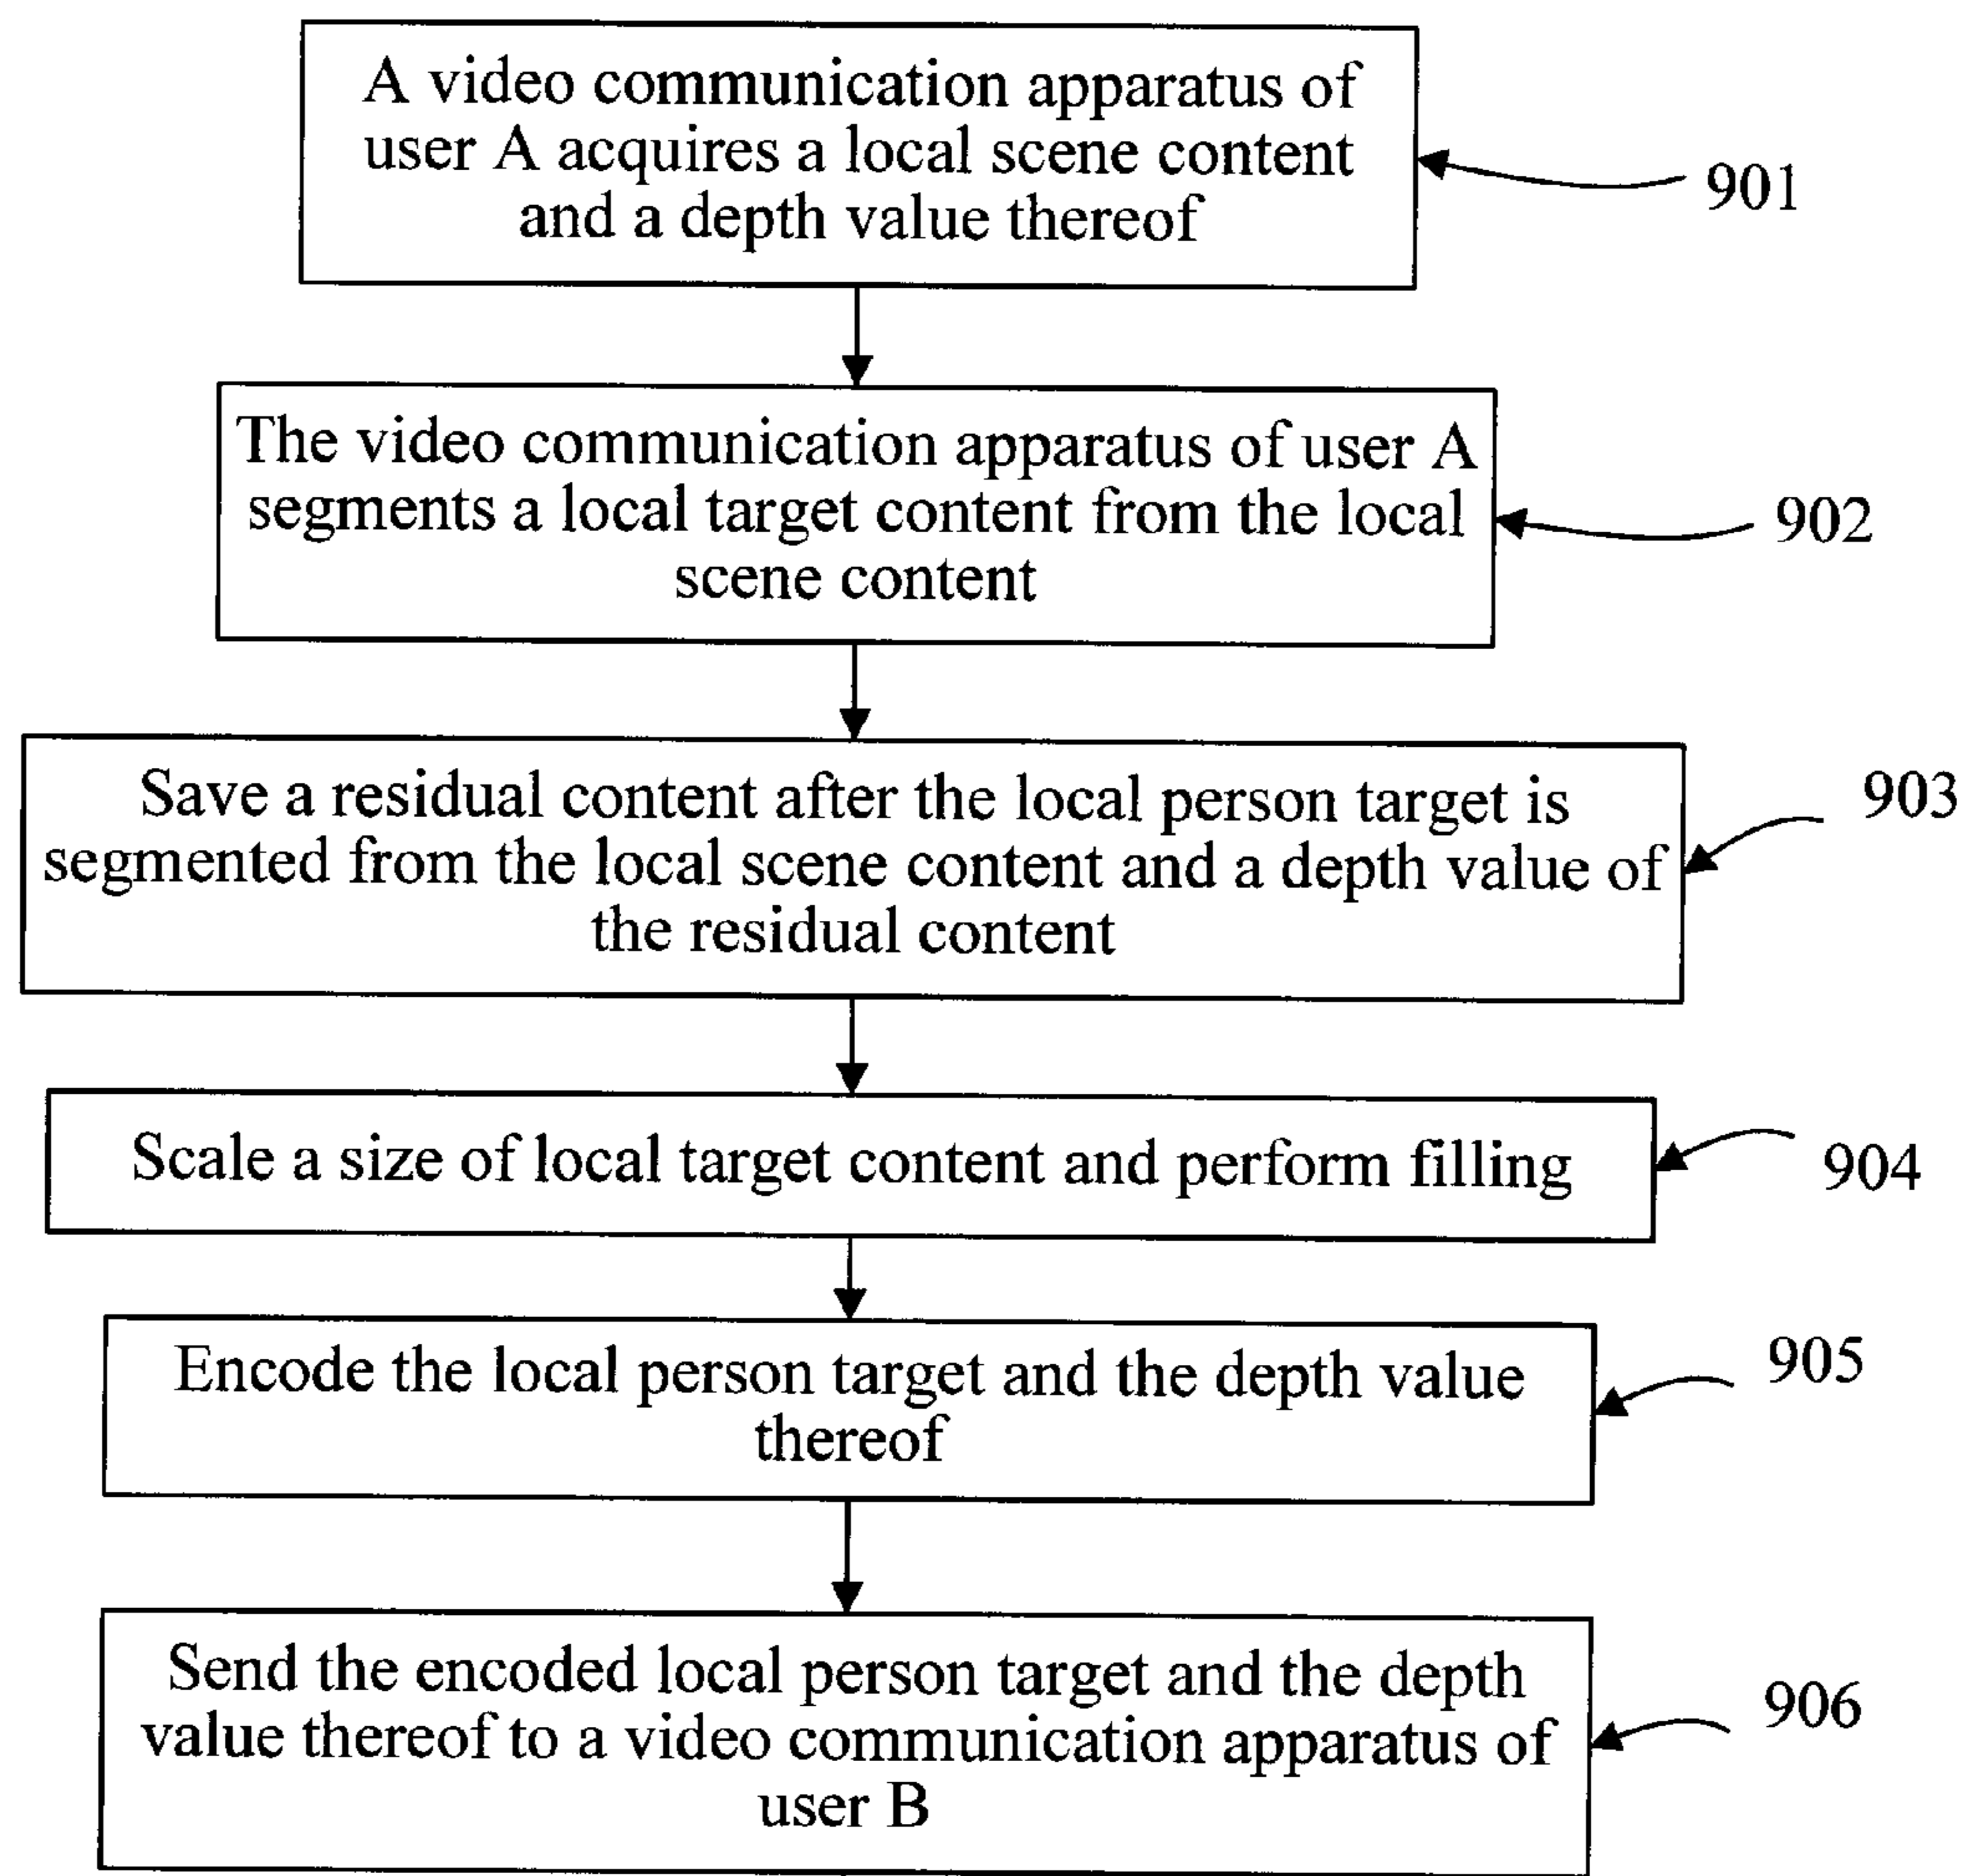 A video communication apparatus of
user A acquires a local scene content
and a depth value thereof
901
The video communication apparatus of user A
segments a local target content from the local
scene content
902
Save a residual content after the local person target is
segmented from the local scene content and a depth value of
the residual content
903
Scale a size of local target content and perform filling
904
Encode the local person target and the depth value
thereof
905
Send the encoded local person target and the depth
value thereof to a video communication apparatus of
user B
906